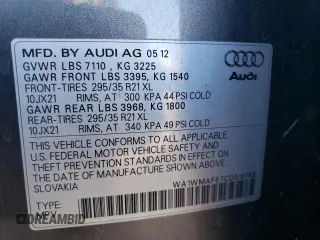 MFD. BY AUDI AG 05 12
GVWR LBS 7110 , KG 3225
GAWR FRONT LBS 3395, KG 1540
FRONT-TIRES 295/35 R21 XL
10JX21 RIMS, AT 300 KPA 44 PSI COLD
GAWR REAR LBS 3968, KG 1800
REAR-TIRES 295/35 R21 XL
10JX21 RIMS, AT 340 KPA 49 PSI COLD
Audi
THIS VEHICLE CONFORMS TO ALL APPLICABLE
FEDERAL MOTOR VEHICLE SAFETY AND
THEFT PREVENTION STANDARDS IN EFFECT ON
THE DATE OF MANUFACTURE SHOWN ABOVE.
SLOVAKIA
TYPE